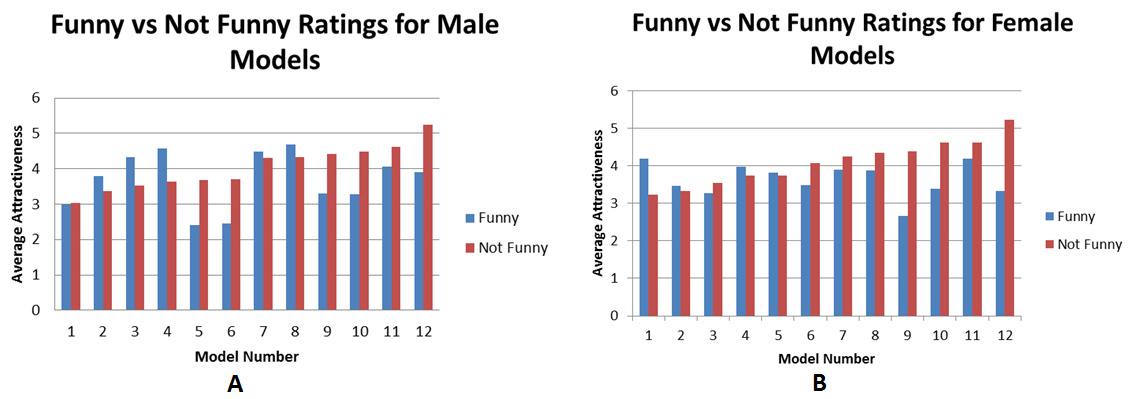 Funny vs Not Funny Ratings for Male
Models
6
5
4
3
2
1
0
Average Attractiveness
1 2 3 4 5 6 7 8 9 10 11 12
Model Number
Funny
Not Funny
A
Funny vs Not Funny Ratings for Female
Models
6
5
4
3
2
1
0
Average Attractiveness
1 2 3 4 5 6 7 8 9 10 11 12
Model Number
Funny
Not Funny
B